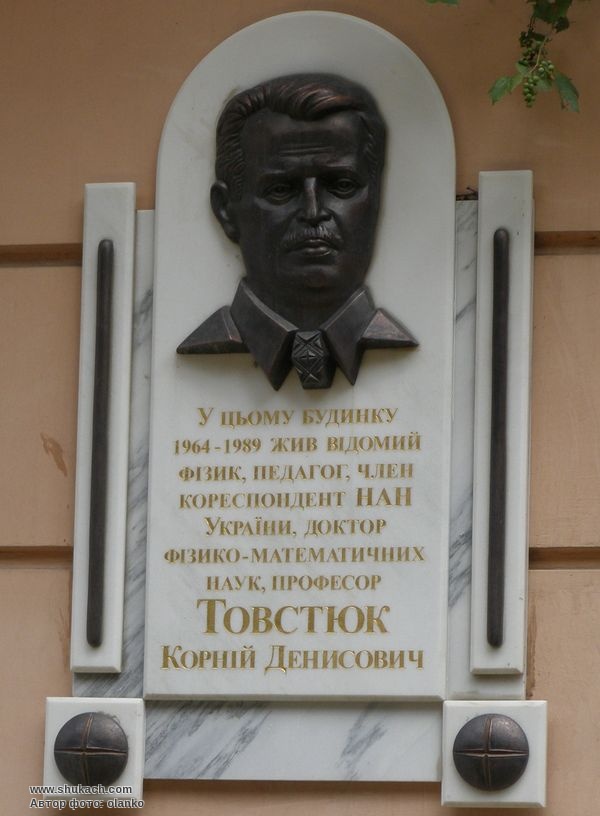 У цьому будинку
1964-1989 жив відомий
фізик, педагог, член
кореспондент НАН
України, доктор
фізико-математичних
наук, професор
Товстюк
Корній Денисович
www.shukach.com
Автор фото: olanko